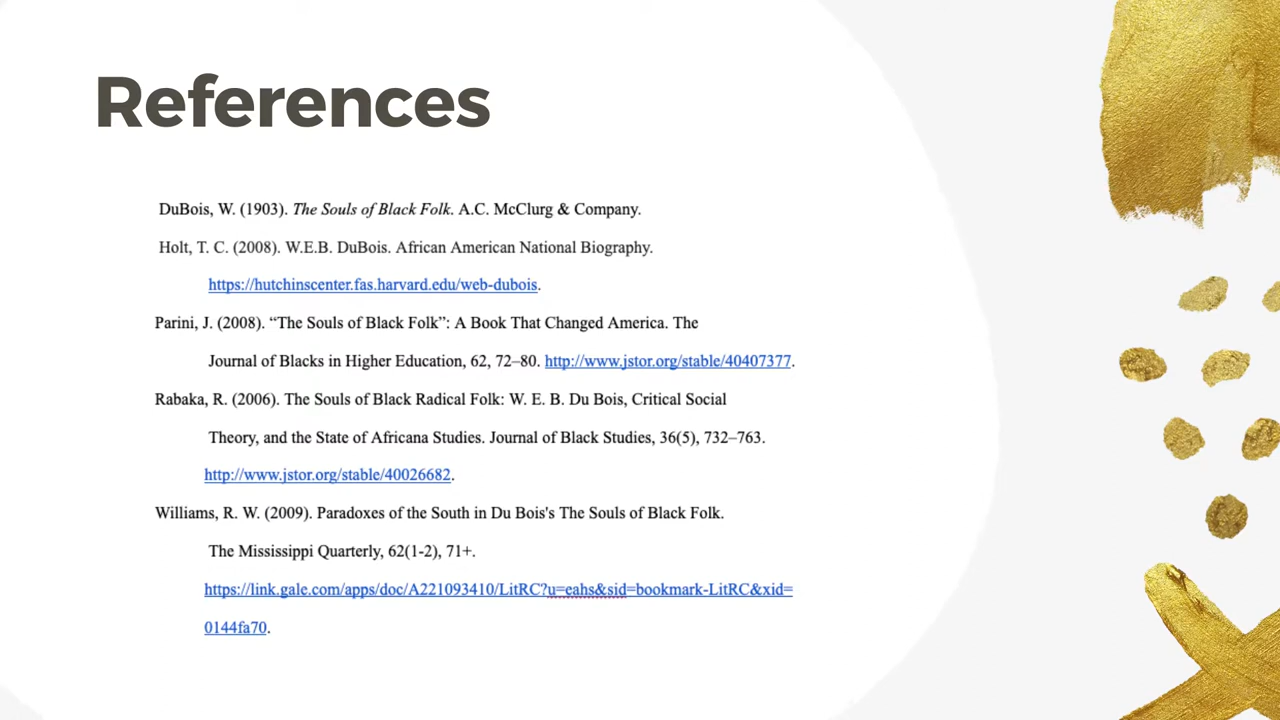 References
DuBois, W. (1903). The Souls of Black Folk. A.C. McClurg & Company.
Holt, T. C. (2008). W.E.B. DuBois. African American National Biography.
https://hutchinscenter.fas.harvard.edu/web-dubois.
Parini, J. (2008). “The Souls of Black Folk”: A Book That Changed America. The
Journal of Blacks in Higher Education, 62, 72–80. http://www.jstor.org/stable/40407377.
Rabaka, R. (2006). The Souls of Black Radical Folk: W. E. B. Du Bois, Critical Social
Theory, and the State of Africana Studies. Journal of Black Studies, 36(5), 732–763.
http://www.jstor.org/stable/40026682.
Williams, R. W. (2009). Paradoxes of the South in Du Bois's The Souls of Black Folk.
The Mississippi Quarterly, 62(1-2), 71+.
https://link.gale.com/apps/doc/A221093410/LitRC?u=eahs&sid=bookmark-LitRC&xid=
0144fa70.